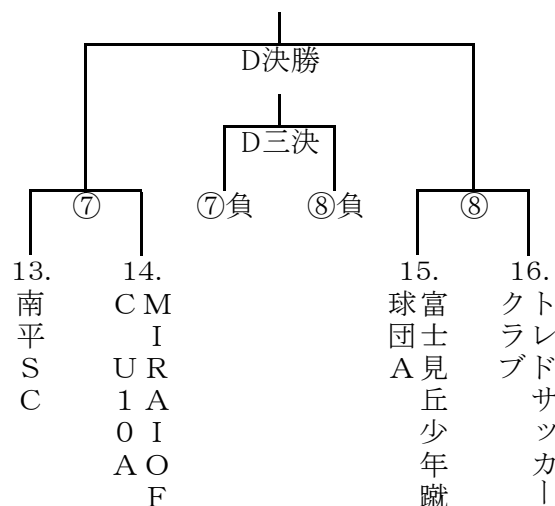 D決勝
D三決
⑦
⑦負
⑧負
⑧
13.
南平SC
14.
MIRAIOF
C U10A
15.
富士見丘少年蹴
球団A
16.
トレドサッカー
クラブ